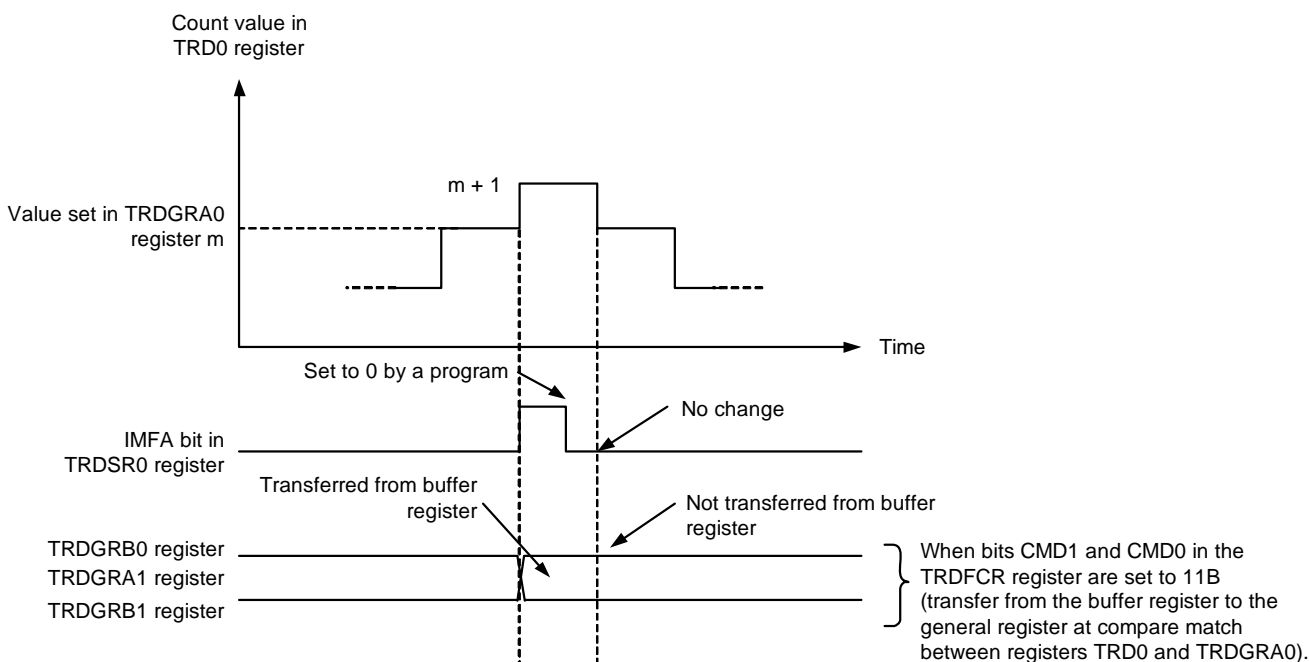 Count value in
TRD0 register
m + 1
Value set in TRDGRA0
register m
Time
Set to 0 by a program
No change
IMFA bit in
TRDSR0 register
Transferred from buffer
register
Not transferred from buffer
register
TRDGRB0 register
TRDGRA1 register
TRDGRB1 register
When bits CMD1 and CMD0 in the
TRDFCR register are set to 11B
(transfer from the buffer register to the
general register at compare match
between registers TRD0 and TRDGRA0).